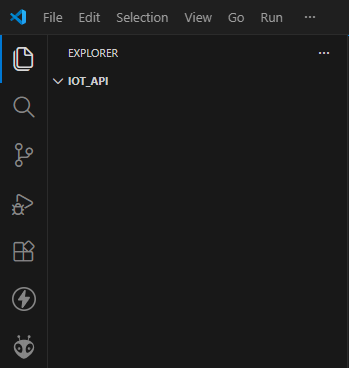 File Edit Selection View Go Run ···
EXPLORER ···
IOT_API